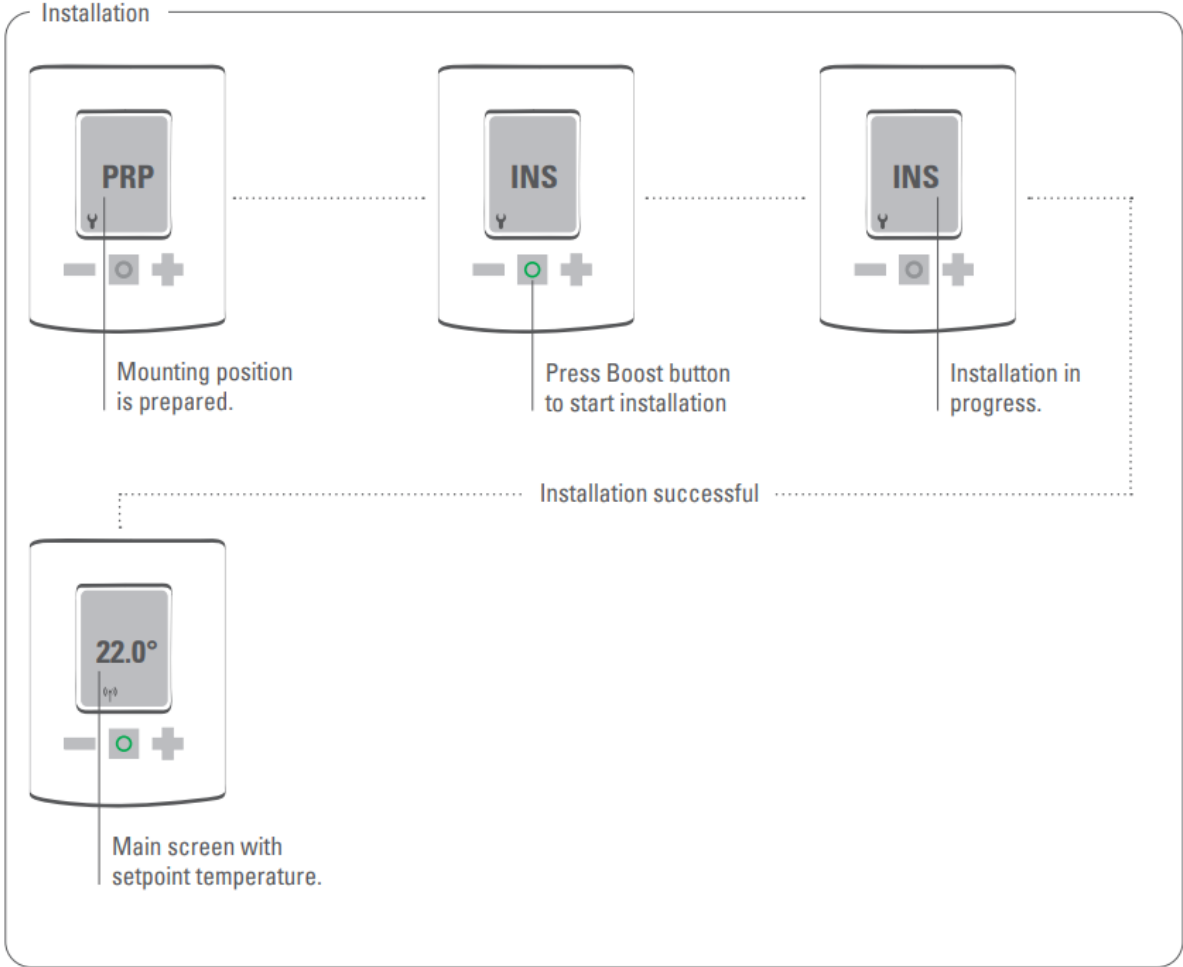 Installation
PRP
INS
INS
Mounting position
is prepared.
Press Boost button
to start installation
Installation in
progress.
Installation successful
22.0°
Main screen with
setpoint temperature.